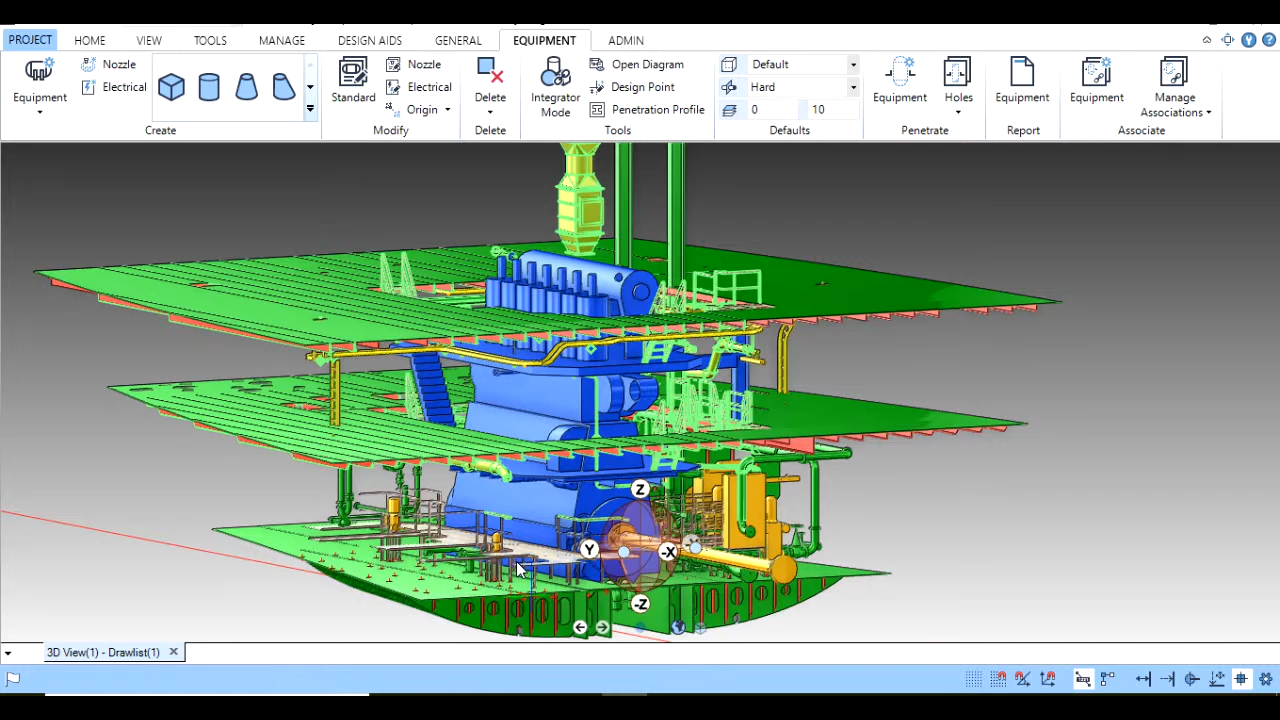 PROJECT HOME VIEW TOOLS MANAGE DESIGN AIDS GENERAL EQUIPMENT ADMIN
Nozzle Nozzle Open Diagram Default
Equipment Electrical Standard Electrical Delete Integrator Mode Design Point Hard Equipment Holes Equipment Equipment Manage Associations
Origin Penetration Profile 0 10
Create Modify Delete Tools Defaults Penetrate Report Associate
Z
Y -X
-Z
3D View(1) - Drawlist(1)